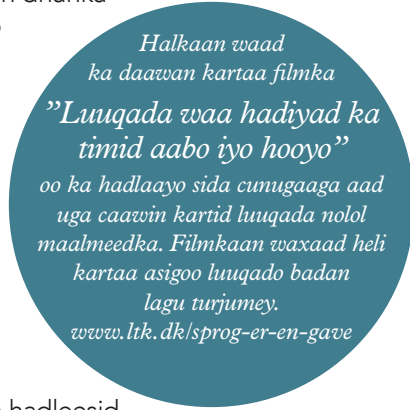 Halkaan waad
ka daawan kartaa filmka
”Luuqada waa hadiyad ka
timid aabo iyo hooyo”
oo ka hadlaayo sida cunugaaga aad
uga caawin kartid luuqada nolol
maalmeedka. Filmkaan waxaad heli
kartaa asigoo luuqado badan
lagu turjumey.
www.ltk.dk/sprog-er-en-gave
hadleesid